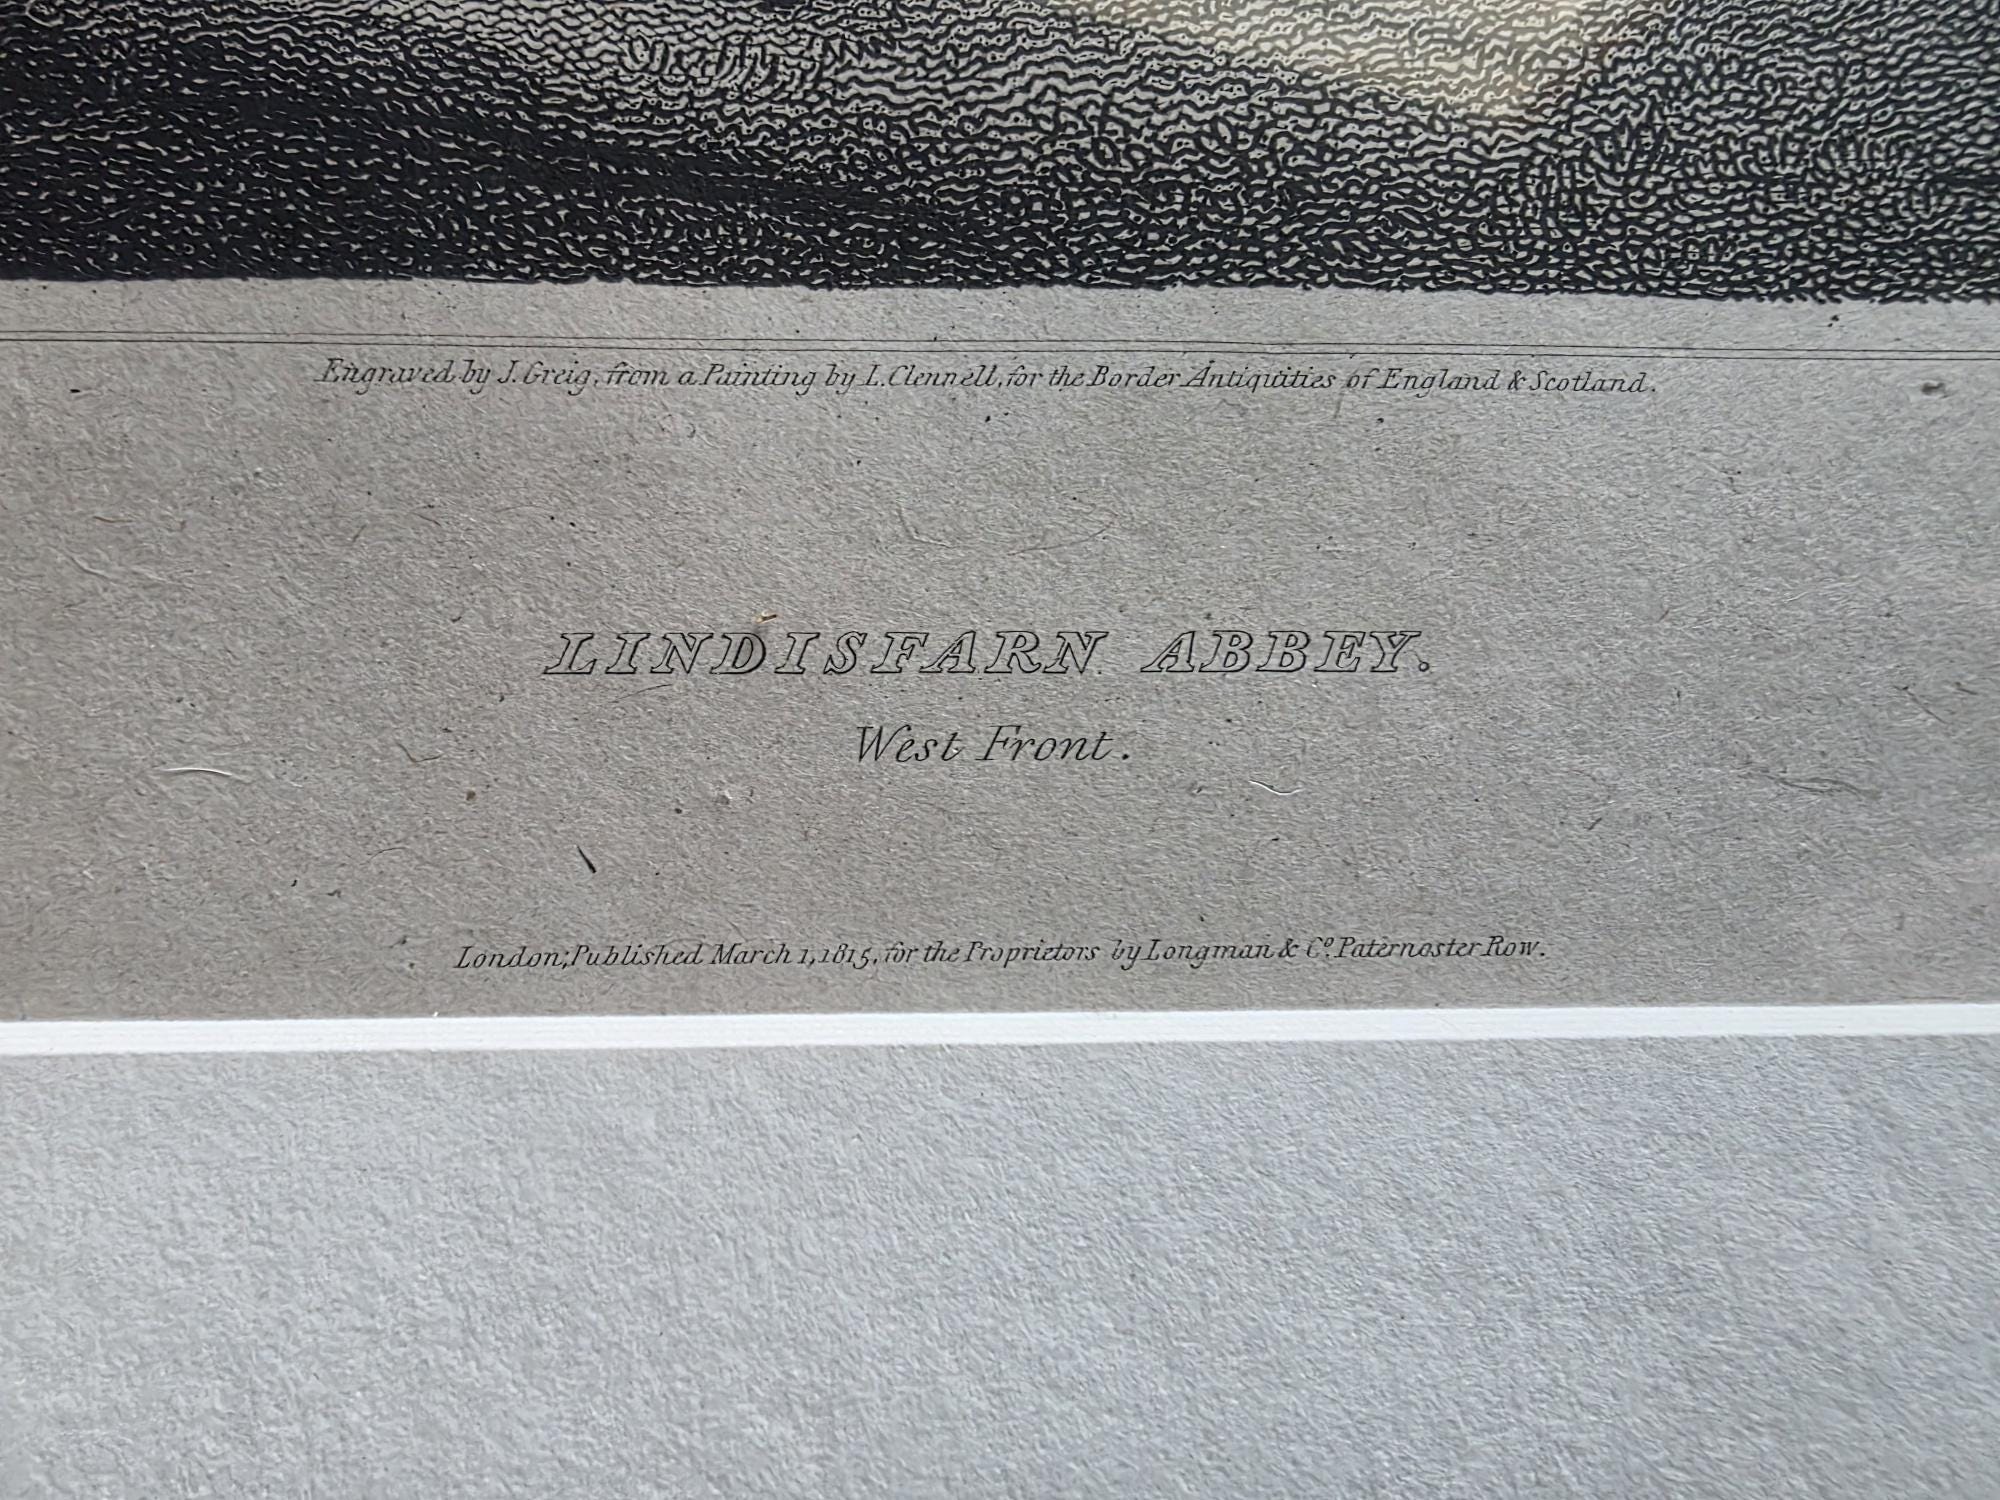 Engraved by J. Greig, from a Painting by L. Clennell, for the Border Antiquities of England & Scotland.
LINDISFARN ABBEY.
West Front.
London; Published March 1, 1815, for the Proprietors by Longman & Cº. Paternoster Row.